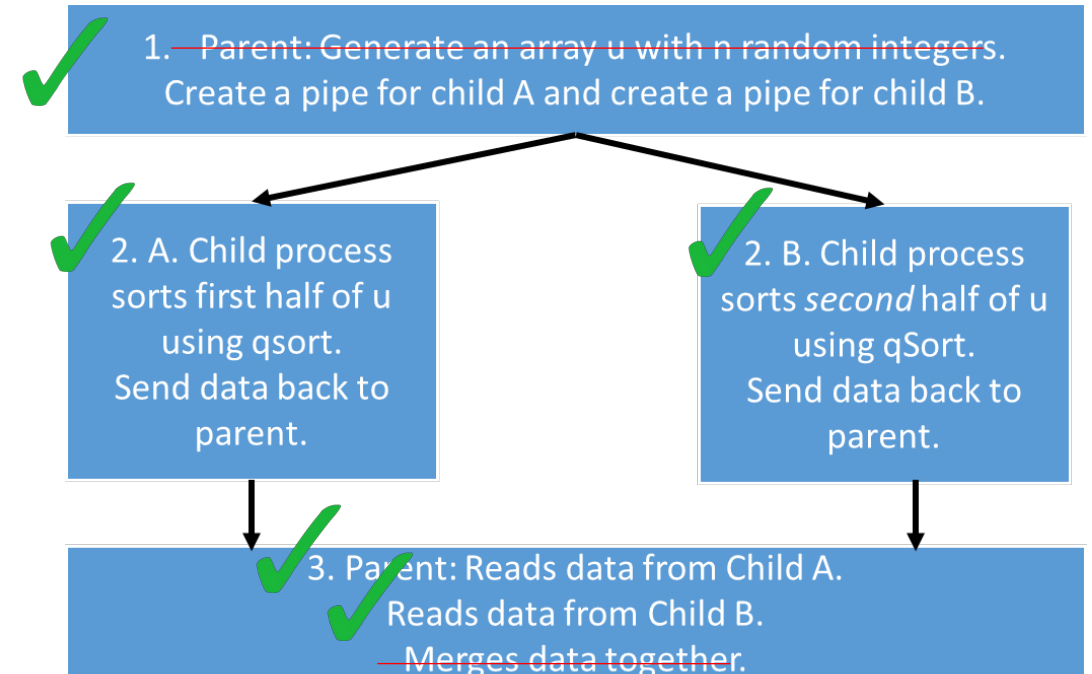 1. Parent: Generate an array u with n random integers.
Create a pipe for child A and create a pipe for child B.
2. A. Child process
sorts first half of u
using qsort.
Send data back to
parent.
2. B. Child process
sorts second half of u
using qSort.
Send data back to
parent.
3. Parent: Reads data from Child A.
Reads data from Child B.
Merges data together.